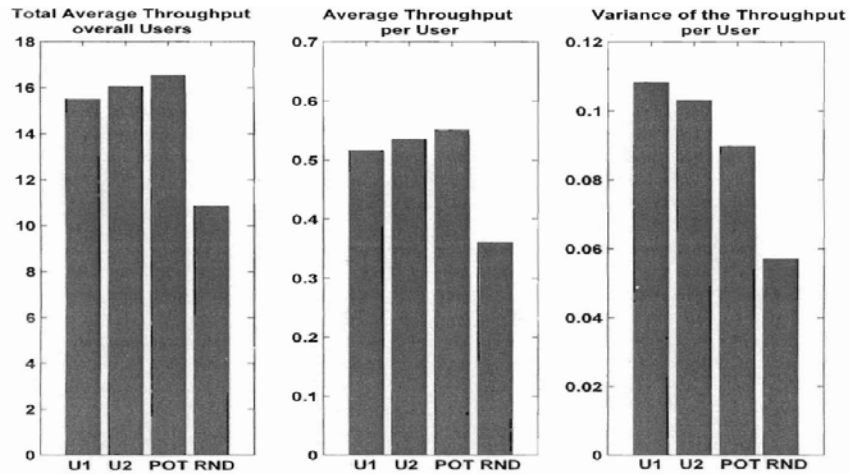 Total Average Throughput
overall Users
18
16
14
12
10
8
6
4
2
0
U1 U2 POT RND
Average Throughput
per User
0.7
0.6
0.5
0.4
0.3
0.2
0.1
0
U1 U2 POT RND
Variance of the Throughput
per User
0.12
0.1
0.08
0.06
0.04
0.02
0
U1 U2 POT RND